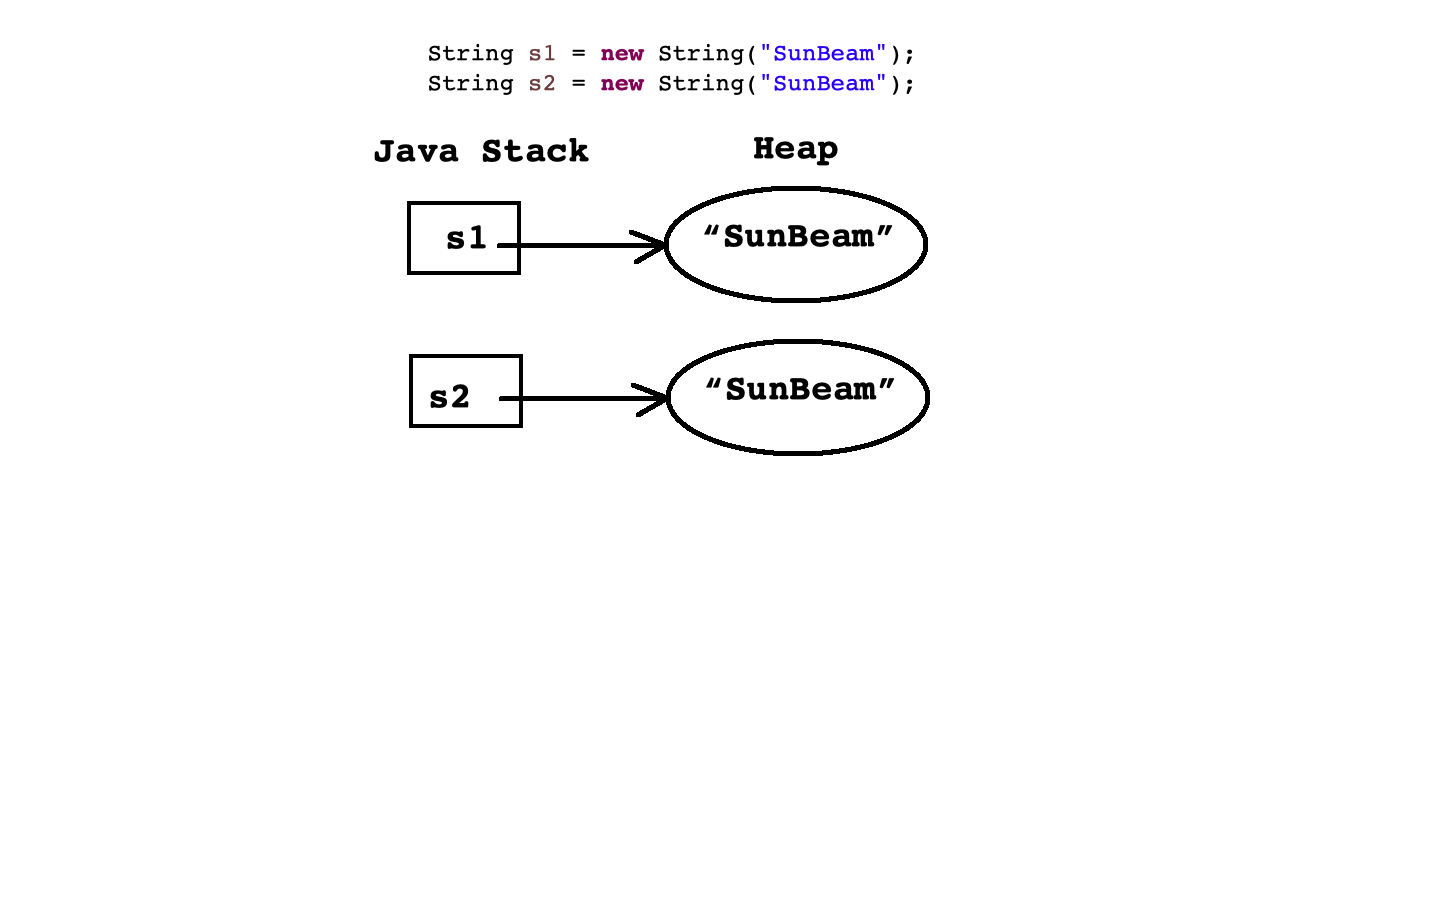 String s1 = new String("SunBeam");
String s2 = new String("SunBeam");
Java Stack Heap
s1 “SunBeam”
s2 “SunBeam”